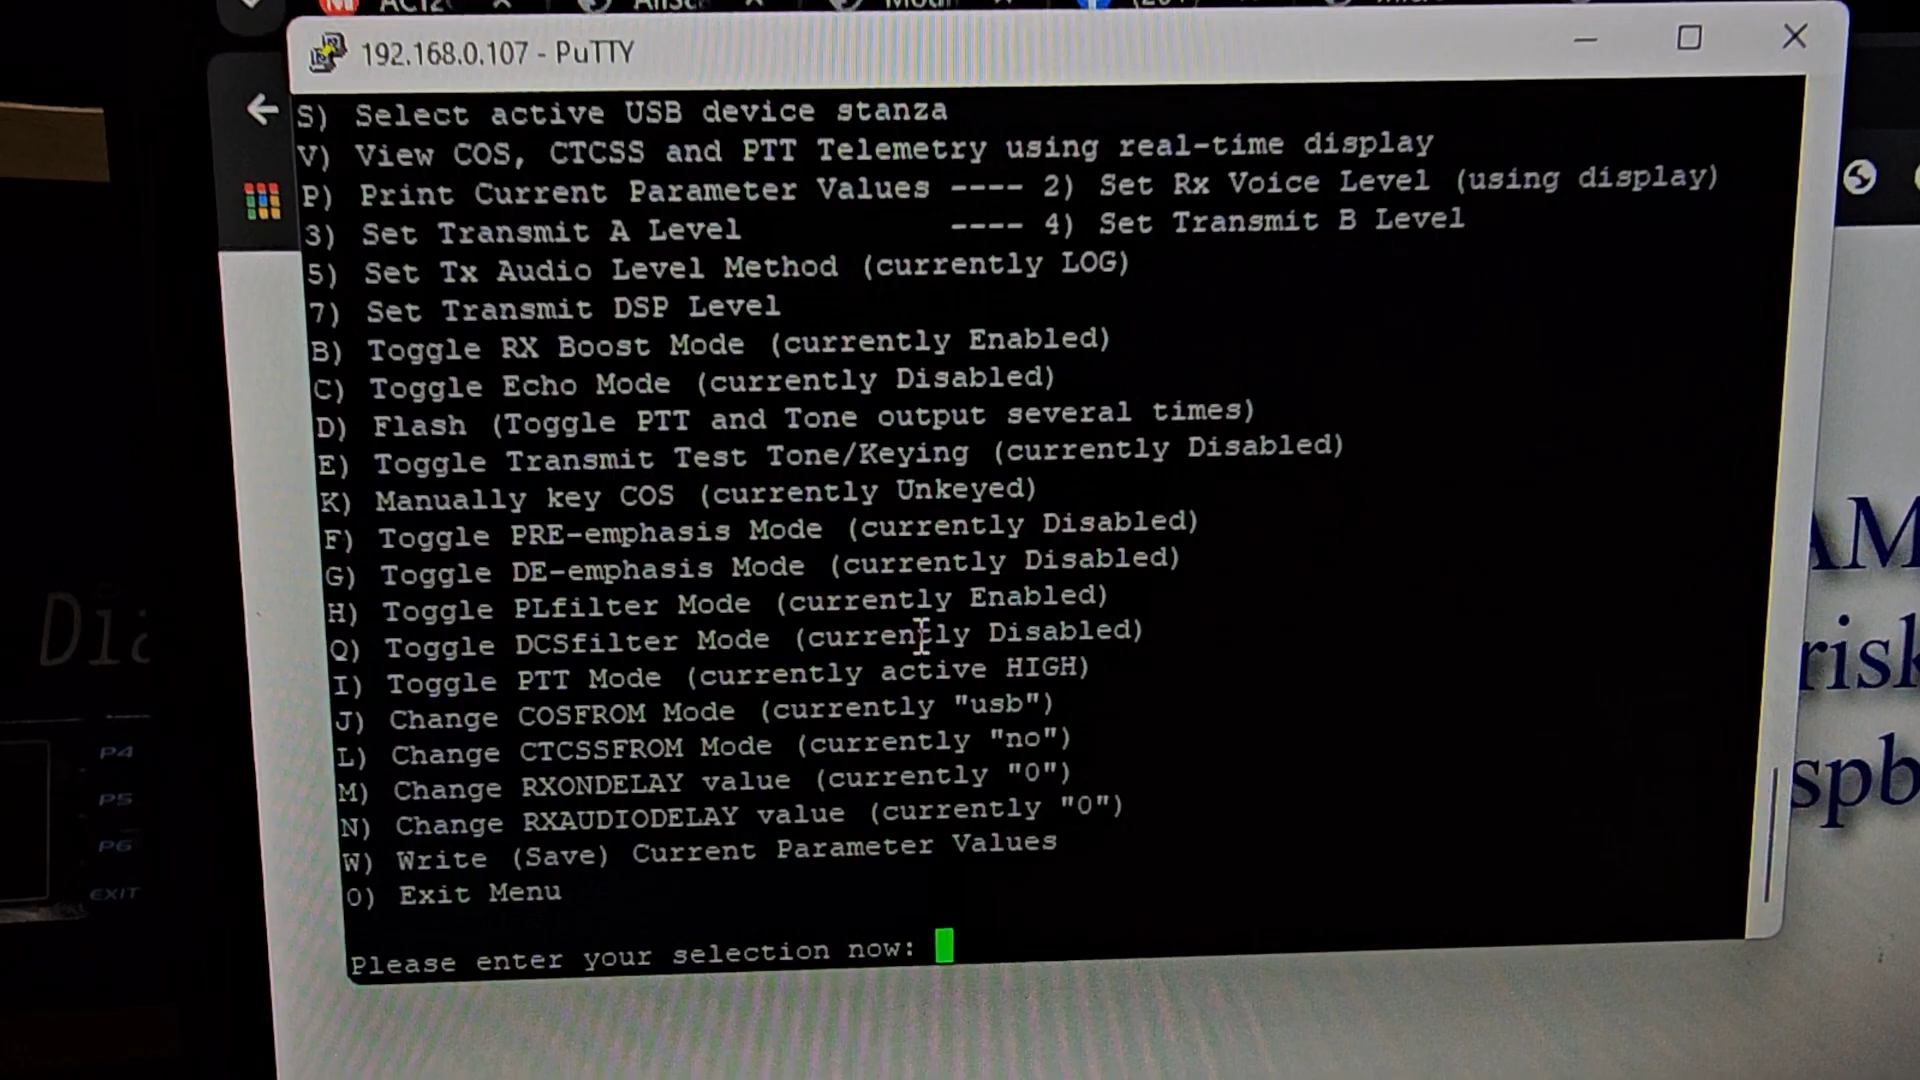 192.168.0.107 - PuTTY
S) Select active USB device stanza
V) View COS, CTCSS and PTT Telemetry using real-time display
P) Print Current Parameter Values ---- 2) Set Rx Voice Level (using display)
3) Set Transmit A Level ---- 4) Set Transmit B Level
5) Set Tx Audio Level Method (currently LOG)
7) Set Transmit DSP Level
B) Toggle RX Boost Mode (currently Enabled)
C) Toggle Echo Mode (currently Disabled)
D) Flash (Toggle PTT and Tone output several times)
E) Toggle Transmit Test Tone/Keying (currently Disabled)
K) Manually key COS (currently Unkeyed)
F) Toggle PRE-emphasis Mode (currently Disabled)
G) Toggle DE-emphasis Mode (currently Disabled)
H) Toggle PLfilter Mode (currently Enabled)
Q) Toggle DCSfilter Mode (currently Disabled)
I) Toggle PTT Mode (currently active HIGH)
J) Change COSFROM Mode (currently "usb")
L) Change CTCSSFROM Mode (currently "no")
M) Change RXONDELAY value (currently "0")
N) Change RXAUDIODELAY value (currently "0")
W) Write (Save) Current Parameter Values
0) Exit Menu
Please enter your selection now:
P4
P5
P6
EXIT